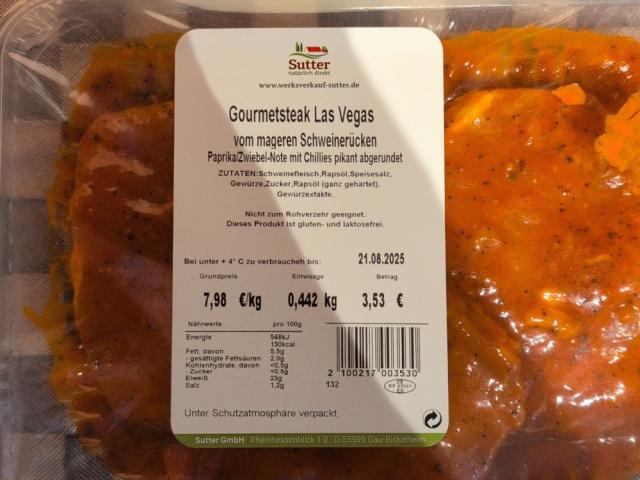 Sutter
natürlich direkt
www.werksverkauf-sutter.de
Gourmetsteak Las Vegas
vom mageren Schweinerücken
Paprika/Zwiebel-Note mit Chillies pikant abgerundet
ZUTATEN:Schweinefleisch,Rapsöl,Speisesalz,
Gewürze,Zucker,Rapsöl (ganz gehärtet),
Gewürzextakte.
Nicht zum Rohverzehr geeignet.
Dieses Produkt ist gluten- und laktosefrei.
Bei unter + 4° C zu verbraucheh bis: 21.08.2025
Grundpreis Einwaage Betrag
7,98 €/kg 0,442 kg 3,53 €
Nährwerte pro 100g
Energie 548kJ
130kcal
Fett, davon 5,5g
- gesättigte Fettsäuren 2,0g
Kohlenhydrate, davon <0,5g
- Zucker <0,5g
Eiweiß 23g
Salz 1,2g
2 100217 003530
132
Unter Schutzatmosphäre verpackt.
Sutter GmbH | Rheinhessenblick 1-2 · D-55599 Gau-Bickelheim